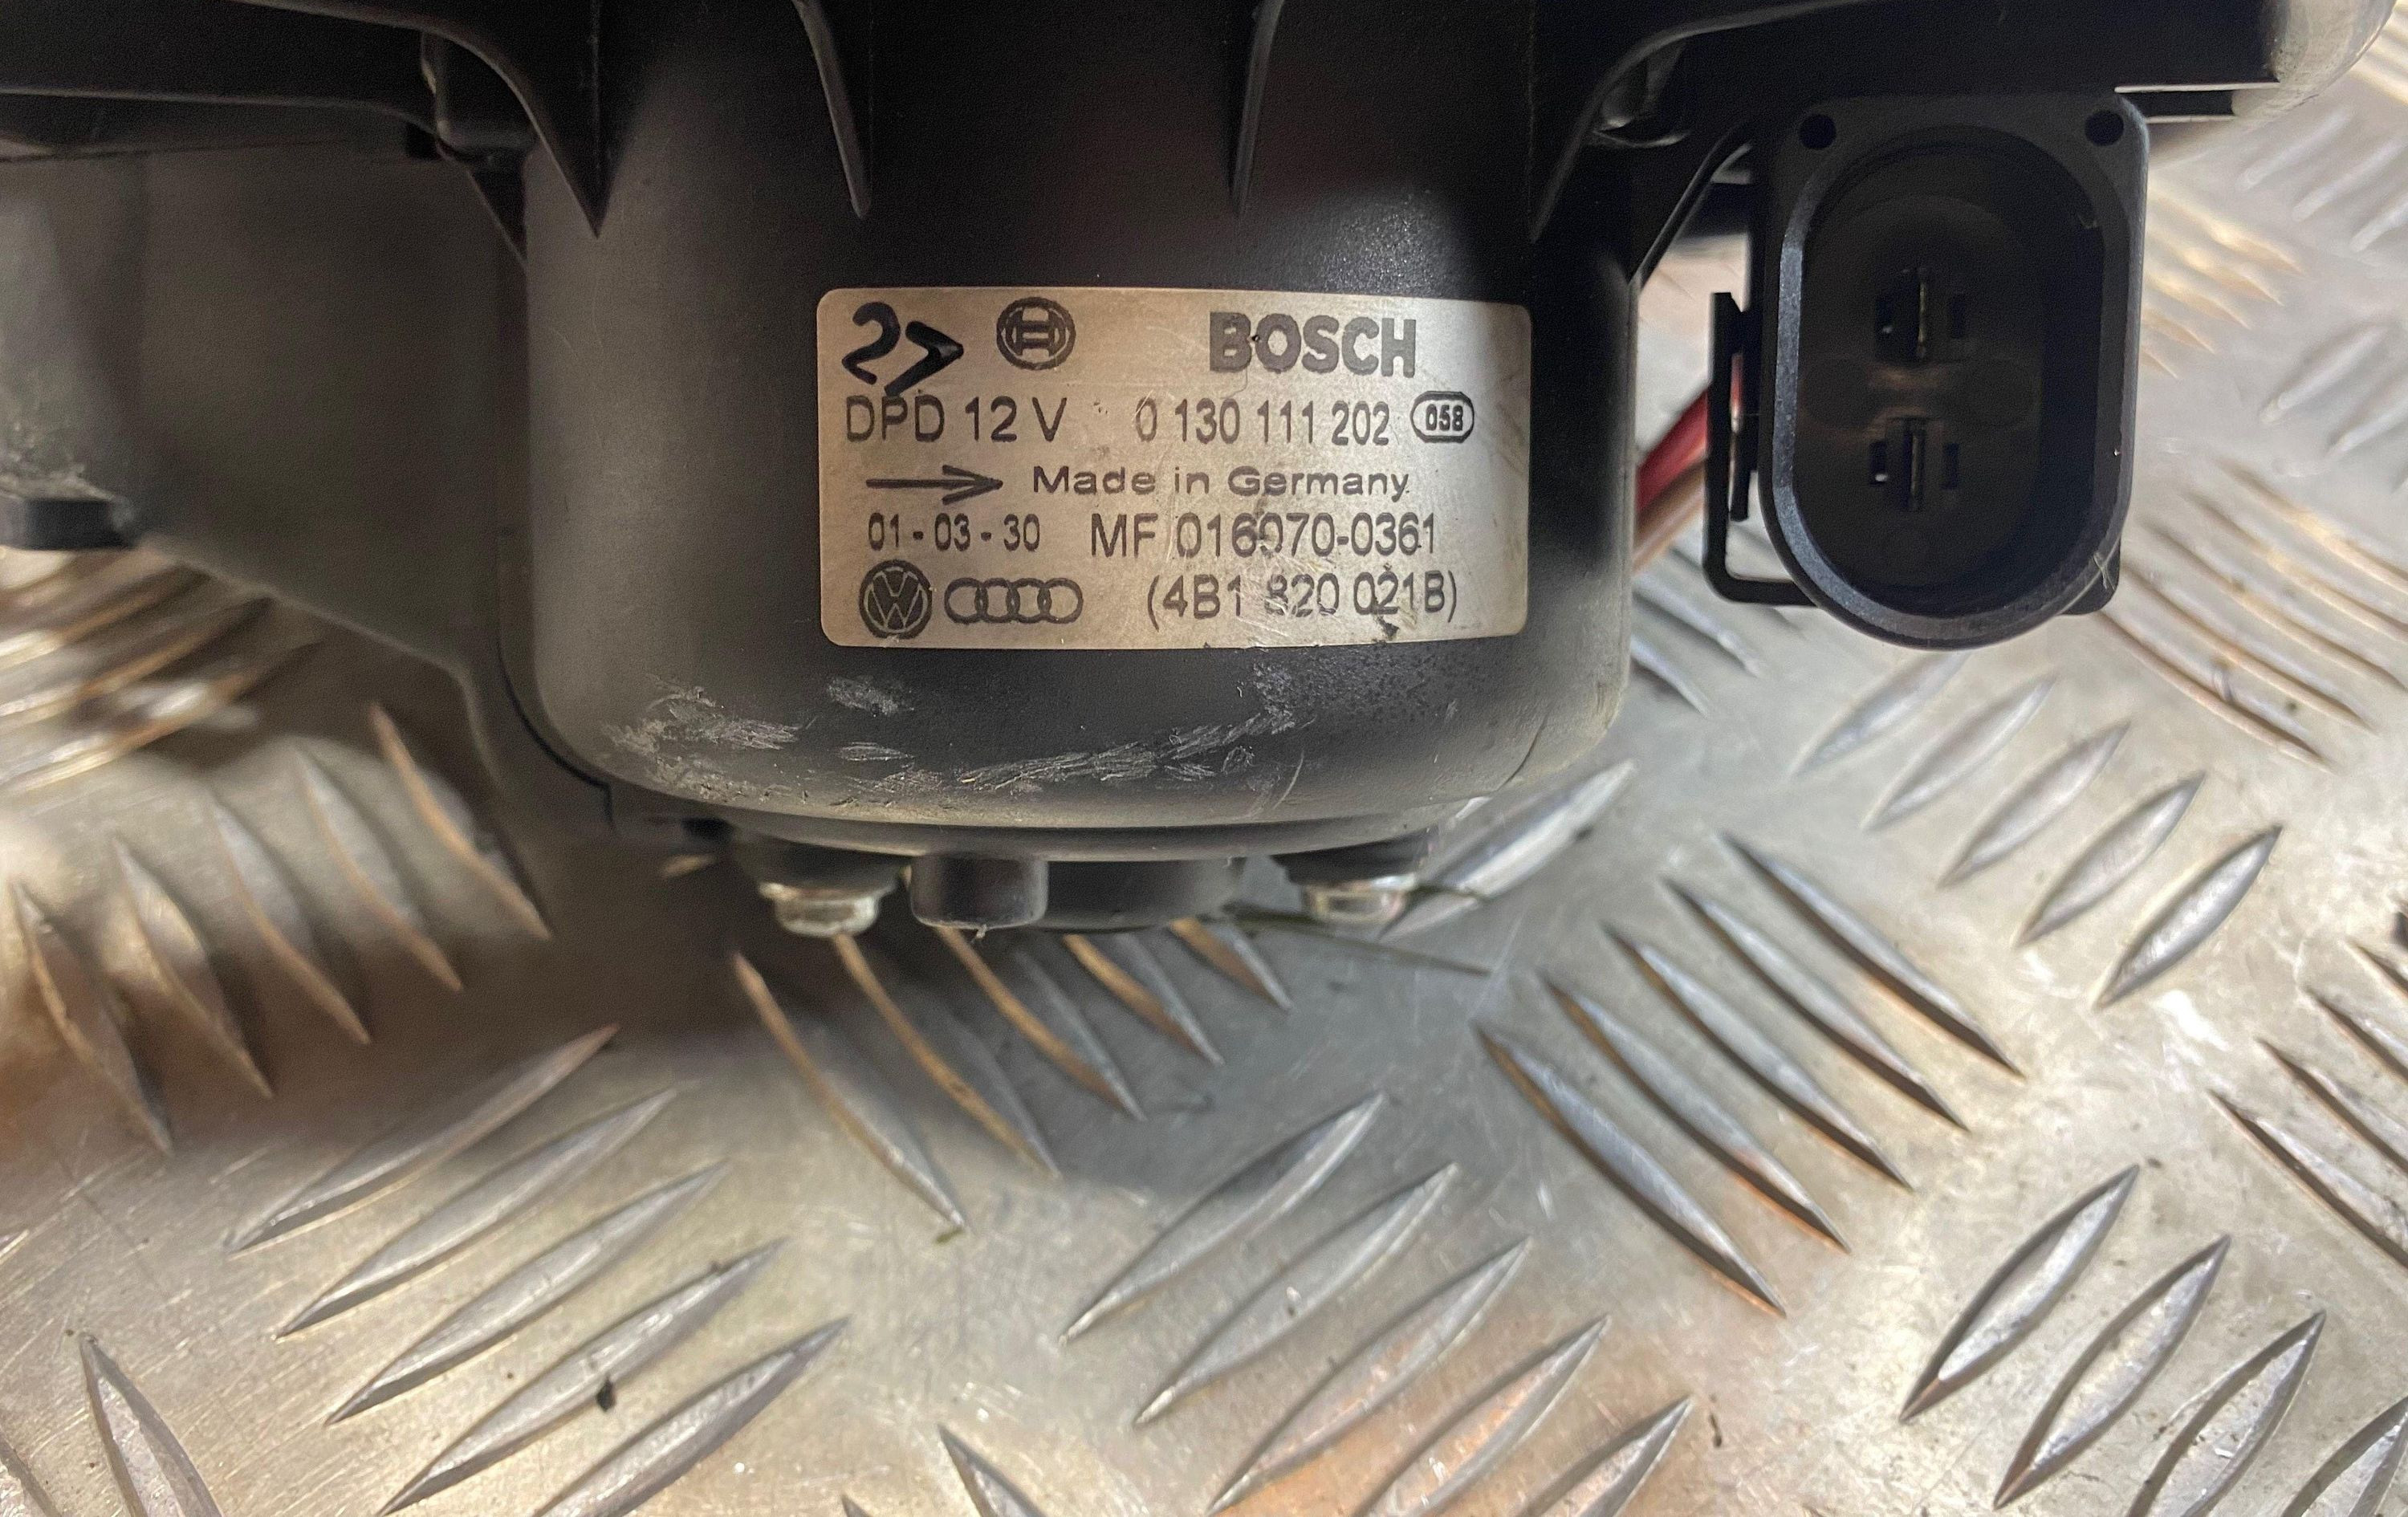 2> BOSCH
DPD 12 V 0 130 111 202 058
Made in Germany
01-03-30 MF 016070-0361
(4B1 820 021B)